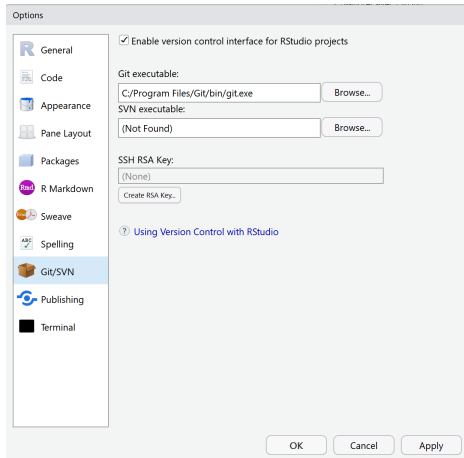 Options
R General
Code
Appearance
Pane Layout
Packages
Rmd R Markdown
Sweave
ABC Spelling
Git/SVN
Publishing
Terminal
Enable version control interface for RStudio projects
Git executable:
C:/Program Files/Git/bin/git.exe Browse...
SVN executable:
(Not Found) Browse...
SSH RSA Key:
(None)
Create RSA Key...
? Using Version Control with RStudio
OK Cancel Apply